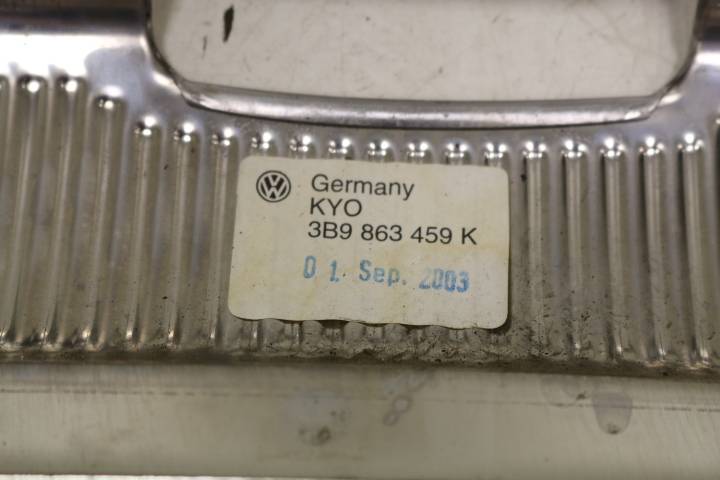 Germany
KYO
3B9 863 459 K
01. Sep. 2003